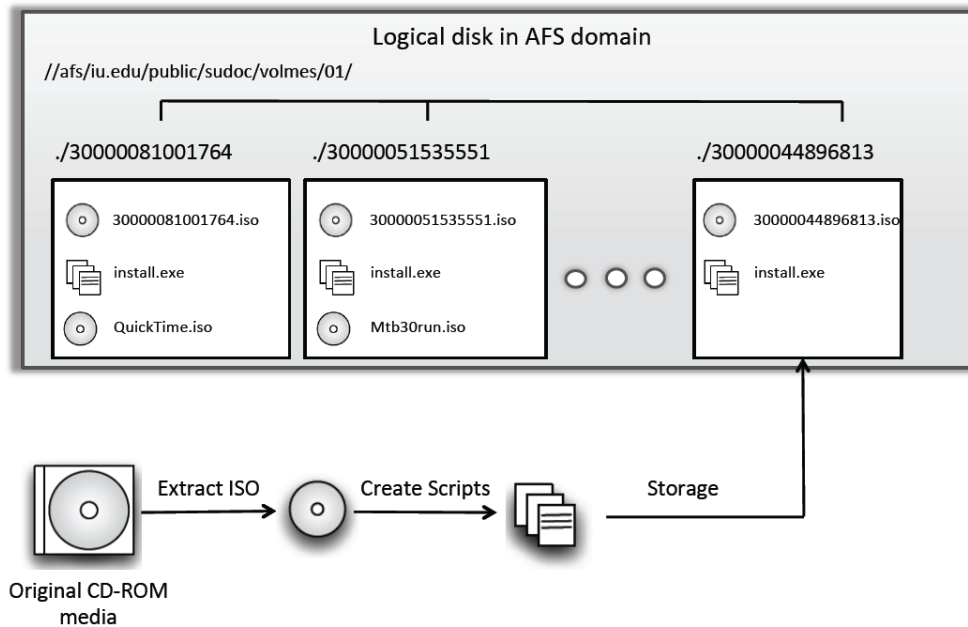 Logical disk in AFS domain
//afs/iu.edu/public/sudoc/volmes/01/
./30000081001764
./30000051535551
./30000044896813
30000081001764.iso
install.exe
QuickTime.iso
30000051535551.iso
install.exe
Mtb30run.iso
30000044896813.iso
install.exe
Extract ISO
Create Scripts
Storage
Original CD-ROM
media